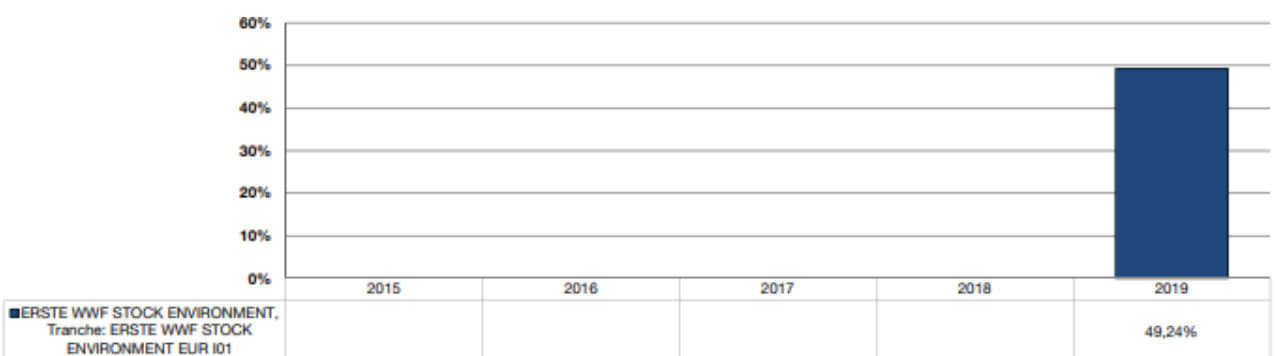 60%
50%
40%
30%
20%
10%
0%
2015 2016 2017 2018 2019
ERSTE WWF STOCK ENVIRONMENT,
Tranche: ERSTE WWF STOCK
ENVIRONMENT EUR I01
49,24%